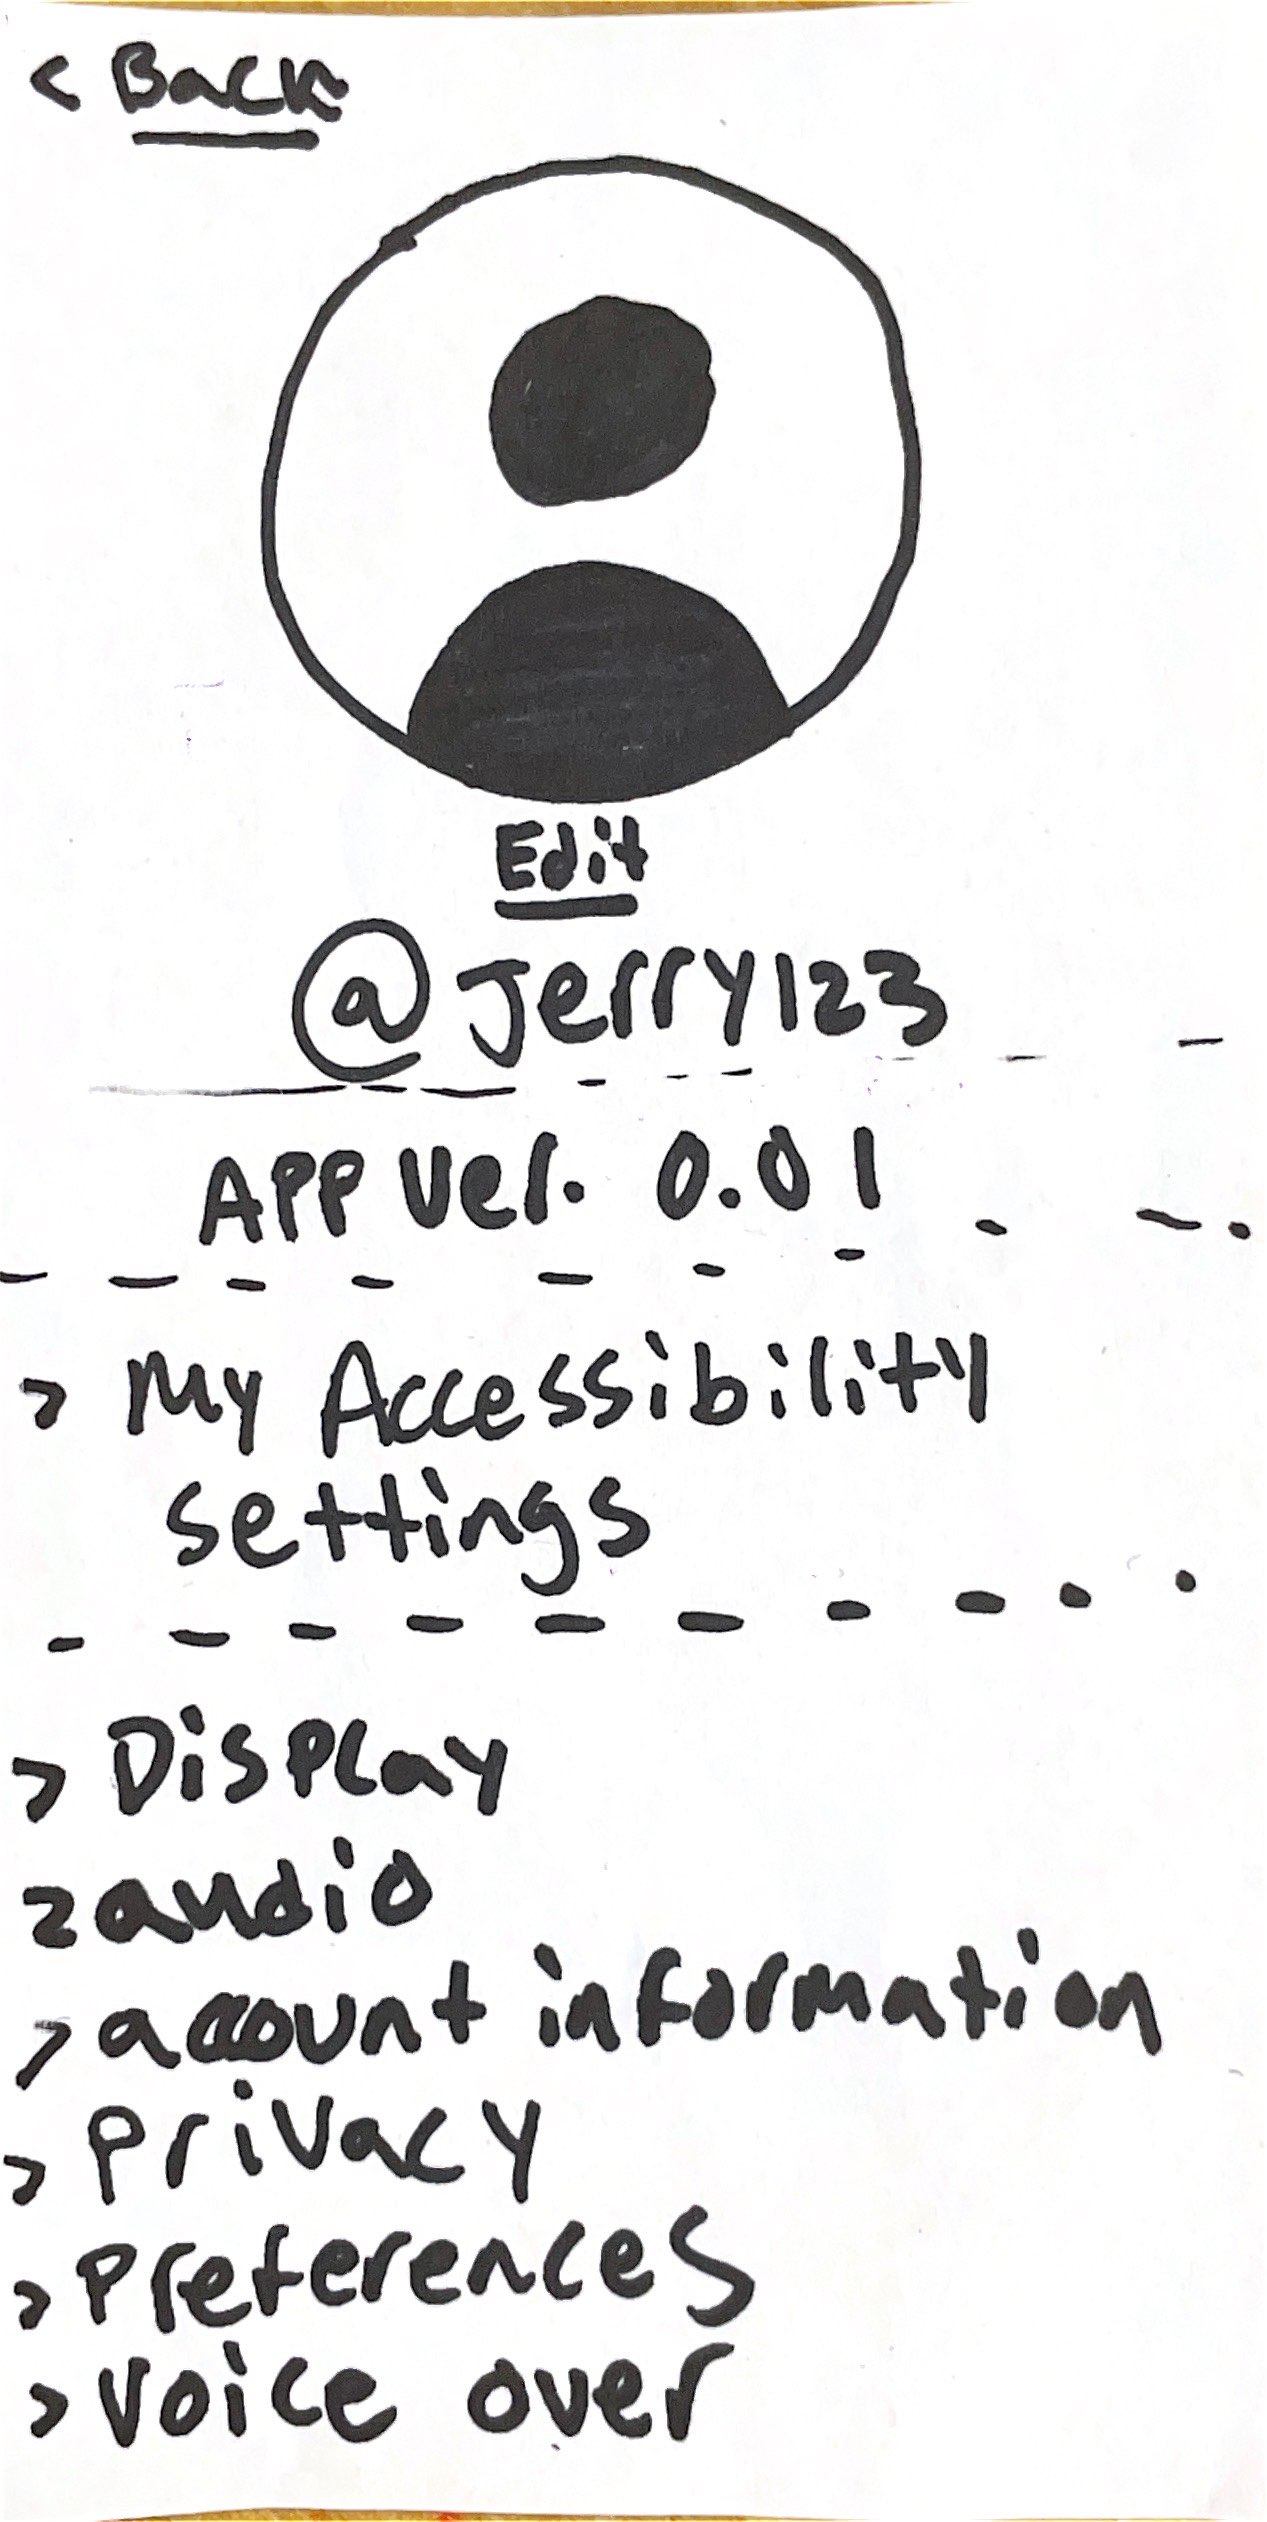 < Back
Edit
@Jerry123
APP Ver. 0.01
> My Accessibility
settings
> Display
> audio
> account information
> Privacy
> Preferences
> Voice over